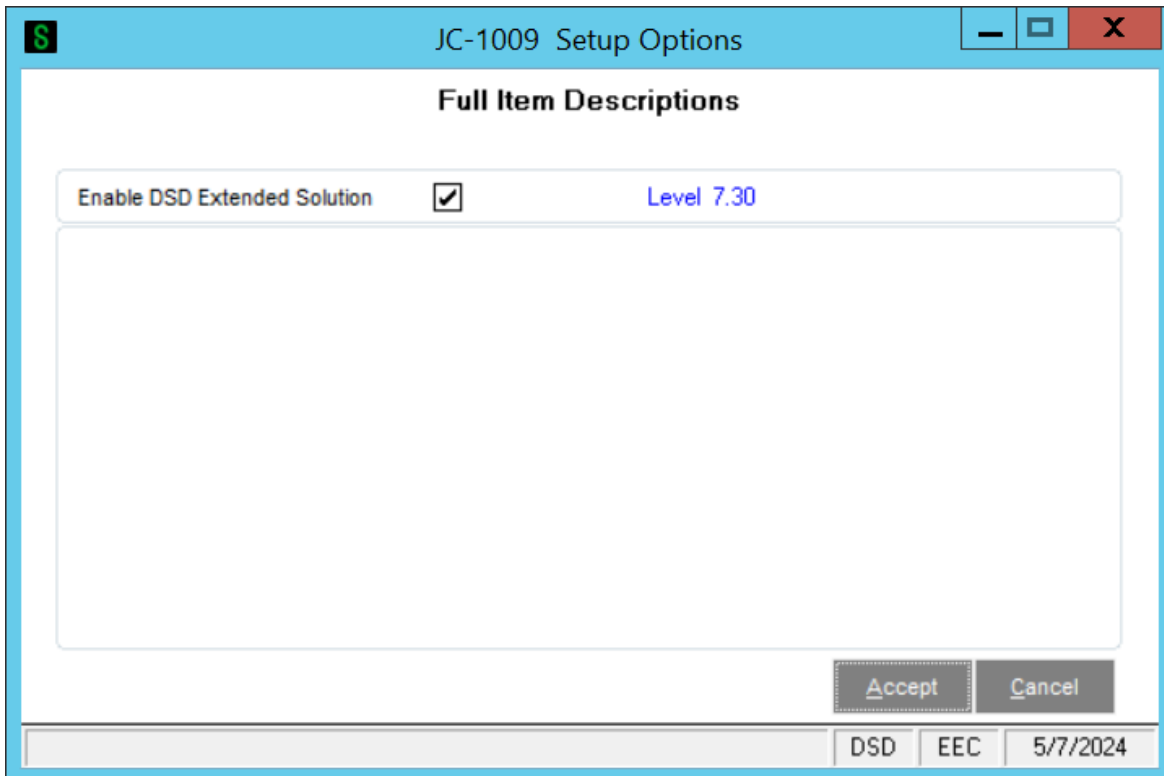 S JC-1009 Setup Options X
Full Item Descriptions
Enable DSD Extended Solution Level 7.30
Accept Cancel
DSD EEC 5/7/2024